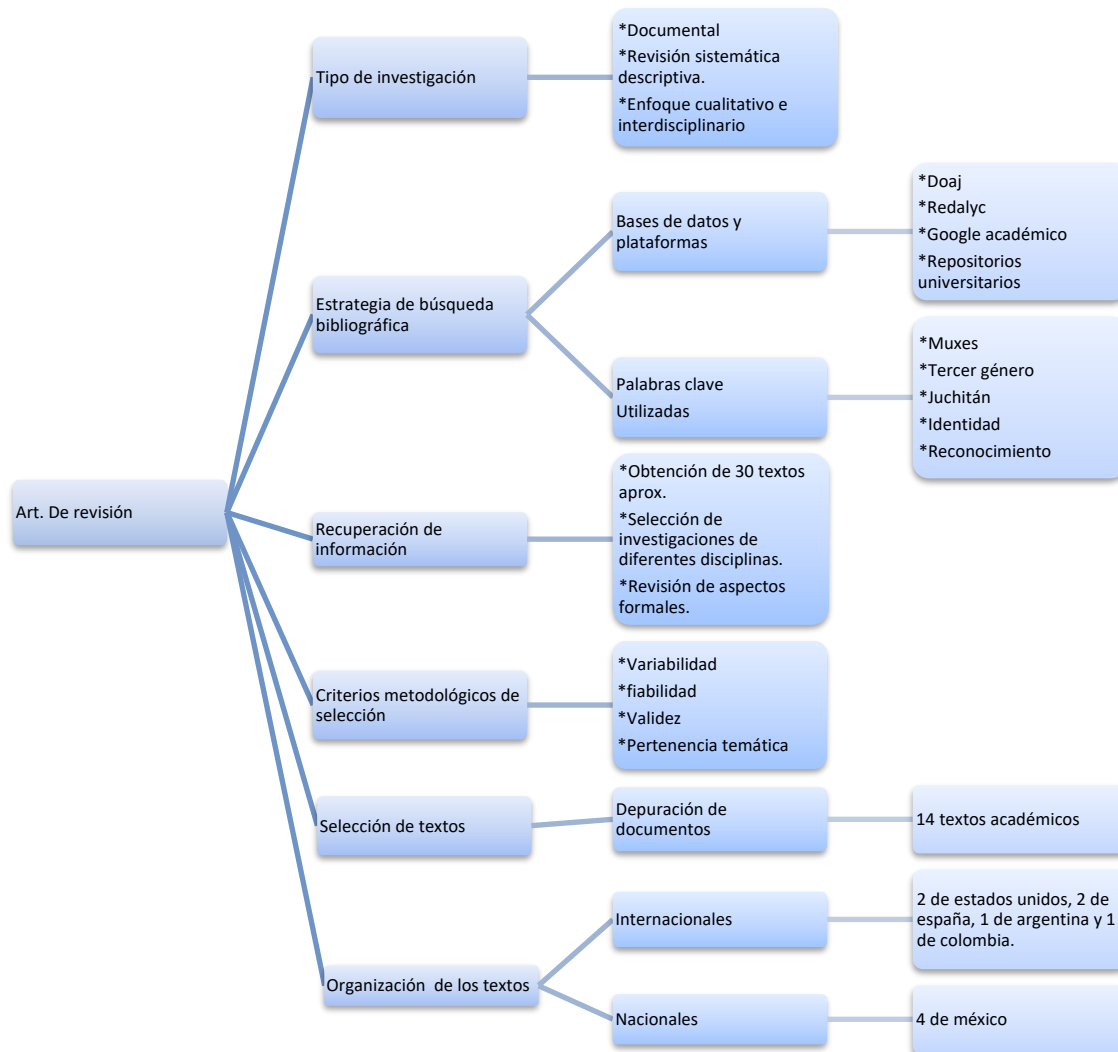 Art. De revisión
Tipo de investigación
*Documental
*Revisión sistemática
descriptiva.
*Enfoque cualitativo e
interdisciplinario
Estrategia de búsqueda
bibliográfica
Bases de datos y
plataformas
*Doaj
*Redalyc
*Google académico
*Repositorios
universitarios
Palabras clave
Utilizadas
*Muxes
*Tercer género
*Juchitán
*Identidad
*Reconocimiento
Recuperación de
información
*Obtención de 30 textos
aprox.
*Selección de
investigaciones de
diferentes disciplinas.
*Revisión de aspectos
formales.
Criterios metodológicos de
selección
*Variabilidad
*fiabilidad
*Validez
*Pertenencia temática
Selección de textos
Depuración de
documentos
14 textos académicos
Organización  de los textos
Internacionales
2 de estados unidos, 2 de
españa, 1 de argentina y 1
de colombia.
Nacionales
4 de méxico